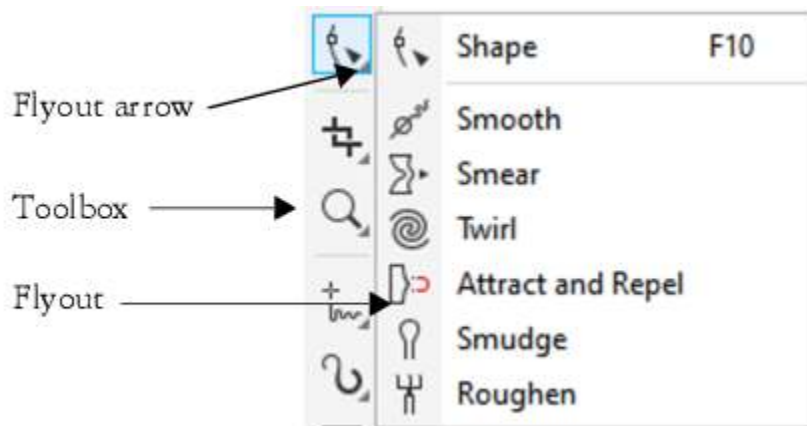 Shape F10
Flyout arrow
Smooth
Smear
Toolbox
Twirl
Attract and Repel
Flyout
Smudge
Roughen